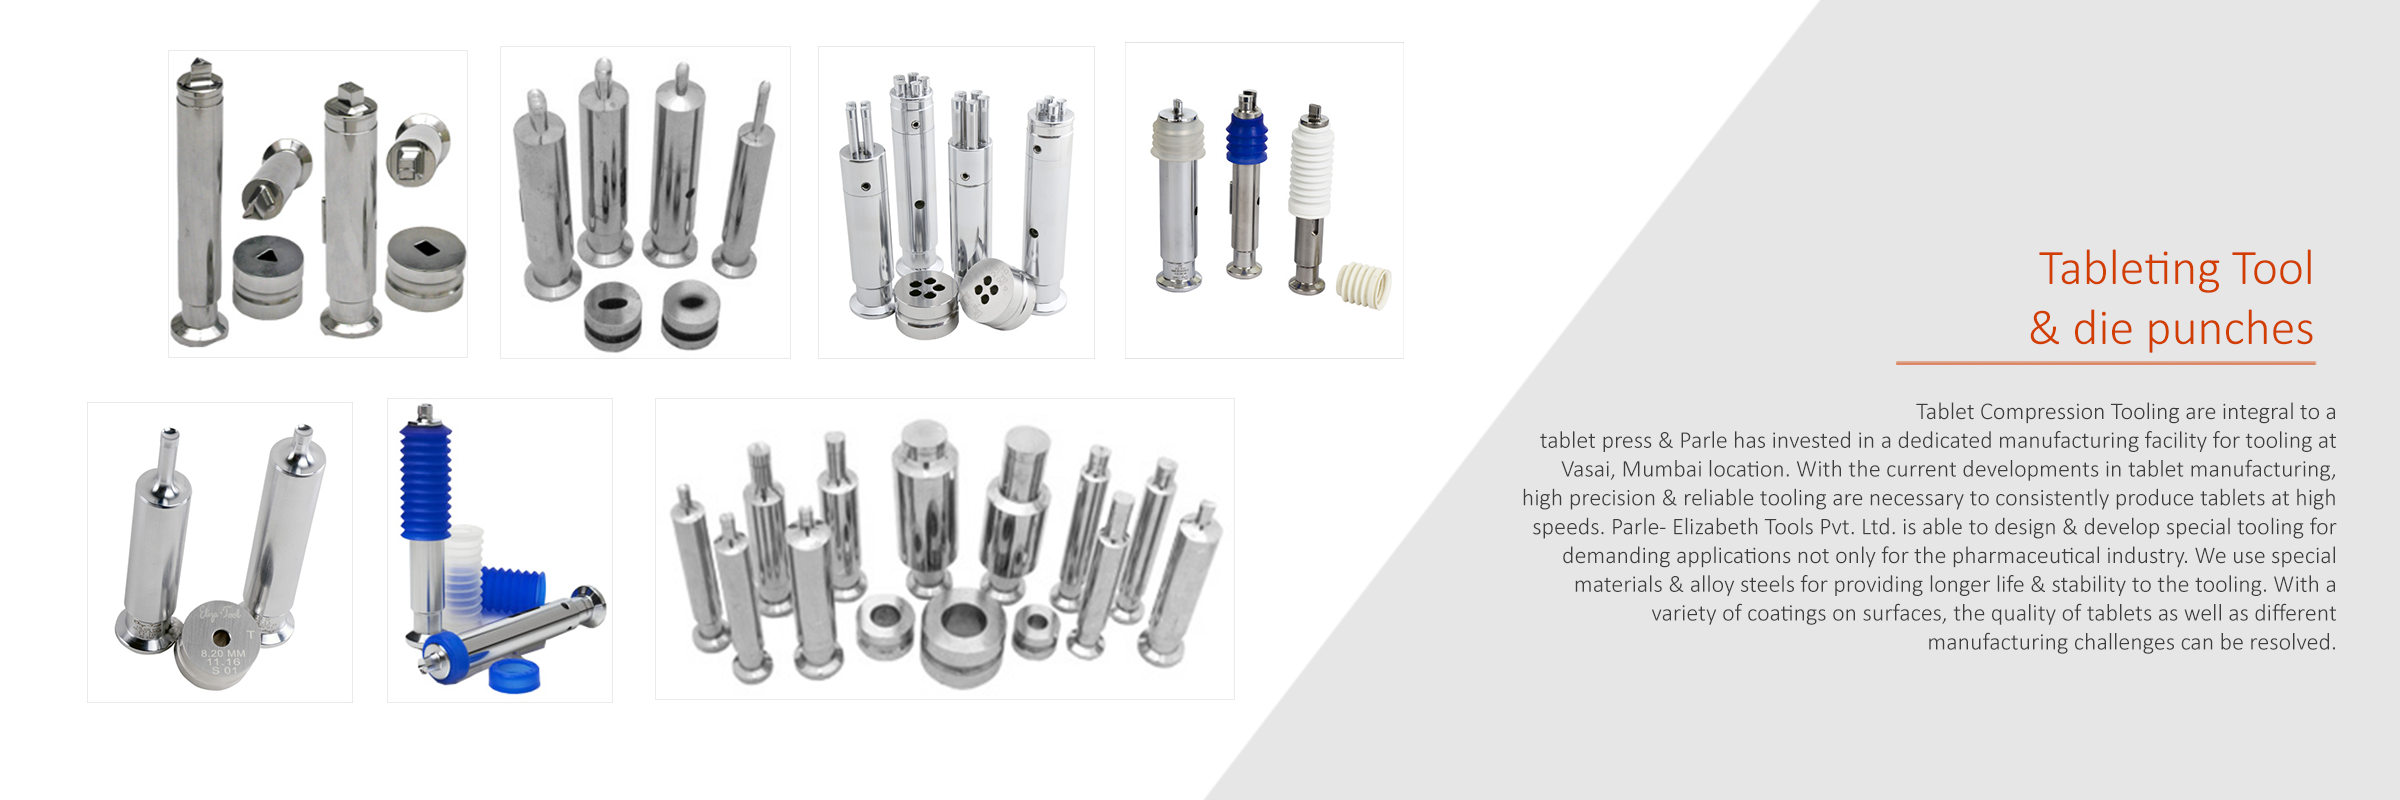 Tableting Tool
& die punches
Tablet Compression Tooling are integral to a
tablet press & Parle has invested in a dedicated manufacturing facility for tooling at
Vasai, Mumbai location. With the current developments in tablet manufacturing,
high precision & reliable tooling are necessary to consistently produce tablets at high
speeds. Parle- Elizabeth Tools Pvt. Ltd. is able to design & develop special tooling for
demanding applications not only for the pharmaceutical industry. We use special
materials & alloy steels for providing longer life & stability to the tooling. With a
variety of coatings on surfaces, the quality of tablets as well as different
manufacturing challenges can be resolved.
T
8.20 MM
11.16
S 01